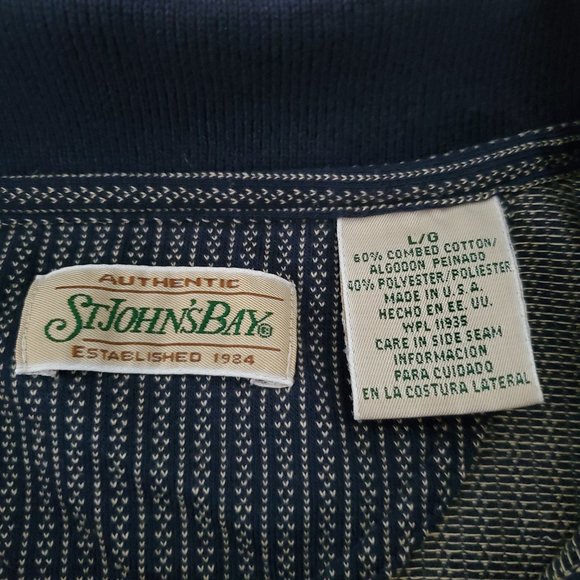 AUTHENTIC
ST. JOHN'S BAY ®
ESTABLISHED 1984
L/G
60% COMBED COTTON/
ALGODON PEINADO
40% POLYESTER/POLIESTER
MADE IN U.S.A.
HECHO EN EE. UU.
WPL 11935
CARE IN SIDE SEAM
INFORMACION
PARA CUIDADO
EN LA COSTURA LATERAL